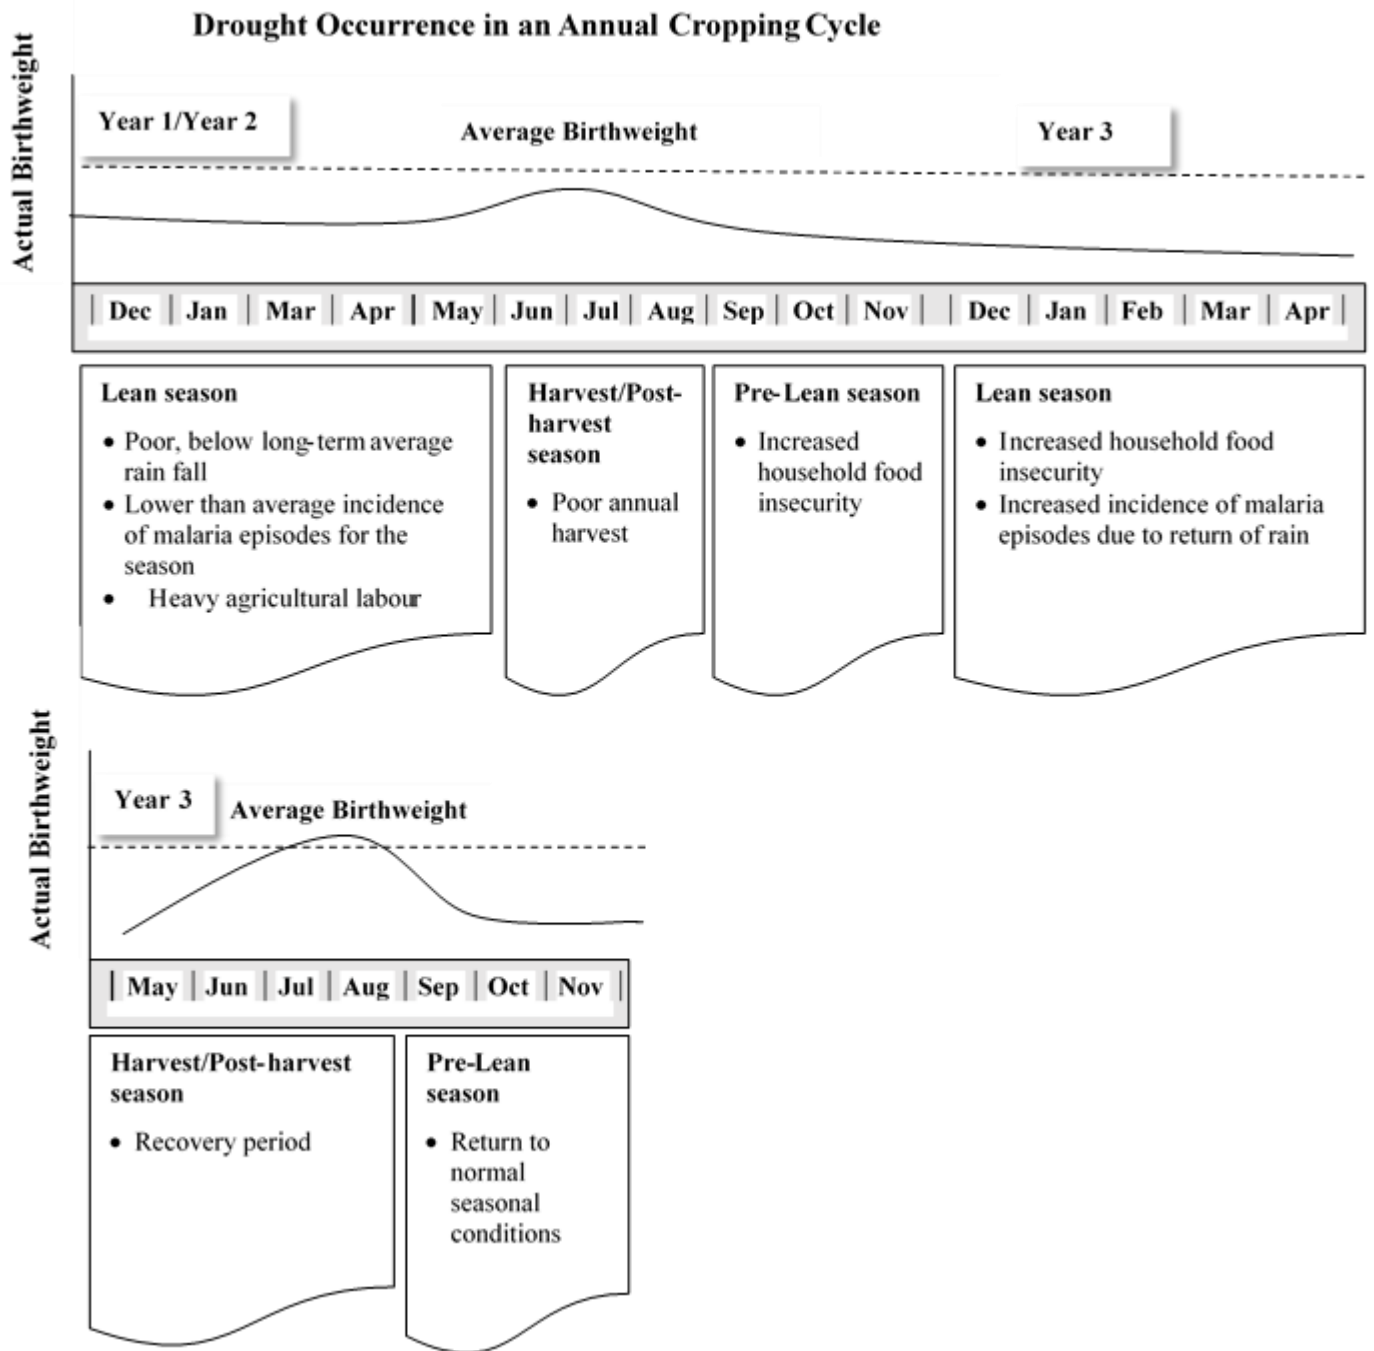 Drought Occurrence in an Annual Cropping Cycle
Actual Birthweight
Year 1/Year 2
Average Birthweight
Year 3
| Dec | Jan | Mar | Apr | May | Jun | Jul | Aug | Sep | Oct | Nov | | Dec | Jan | Feb | Mar | Apr |
Lean season
• Poor, below long-term average
rain fall
• Lower than average incidence
of malaria episodes for the
season
• Heavy agricultural labour
Harvest/Post-
harvest
season
• Poor annual
harvest
Pre-Lean season
• Increased
household food
insecurity
Lean season
• Increased household food
insecurity
• Increased incidence of malaria
episodes due to return of rain
Actual Birthweight
Year 3
Average Birthweight
| May | Jun | Jul | Aug | Sep | Oct | Nov |
Harvest/Post-harvest
season
• Recovery period
Pre-Lean
season
• Return to
normal
seasonal
conditions